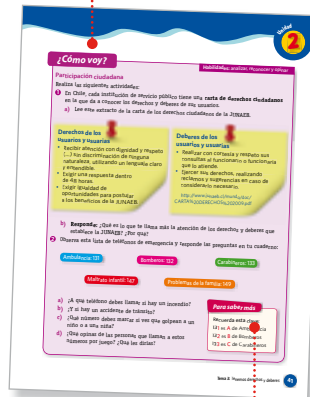 Unidad
2
¿Cómo voy?
Habilidades: analizar, reconocer y opinar
Participación ciudadana
Realiza las siguientes actividades:
1 En Chile, cada institución de servicio público tiene una carta de derechos ciudadanos
en la que da a conocer los derechos y deberes de sus usuarios.
a) Lee este extracto de la carta de los derechos ciudadanos de la JUNAEB.
Derechos de los
usuarios y usuarias
• Recibir atención con dignidad y respeto
[...] sin discriminación de ninguna
naturaleza, utilizando un lenguaje claro
y entendible.
• Exigir una respuesta dentro
de 48 horas.
• Exigir igualdad de
oportunidades para postular
a los beneficios de la JUNAEB.
Deberes de los
usuarios y usuarias
• Realizar con cortesía y respeto sus
consultas al funcionario o funcionaria
que lo atiende.
• Ejercer sus derechos, realizando
reclamos y sugerencias en caso de
considerarlo necesario.
b) Responde: ¿Qué es lo que te llama más la atención de los derechos y deberes que
establece la JUNAEB? ¿Por qué?
2 Observa esta lista de teléfonos de emergencia y responde las preguntas en tu cuaderno:
Ambulancia: 131
Bomberos: 132
Carabineros: 133
Maltrato infantil: 147
Problemas de la familia: 149
a) ¿A qué teléfono debes llamar si hay un incendio?
b) ¿Y si hay un accidente de tránsito?
c) ¿Qué número debes marcar si ves que golpean a un
niño o a una niña?
d) ¿Qué opinas de las personas que llaman a estos
números por juego? ¿Qué les dirías?
Para saber más
Recuerda esta clave:
131 es A de Ambulancia
132 es B de Bomberos
133 es C de Carabineros
41